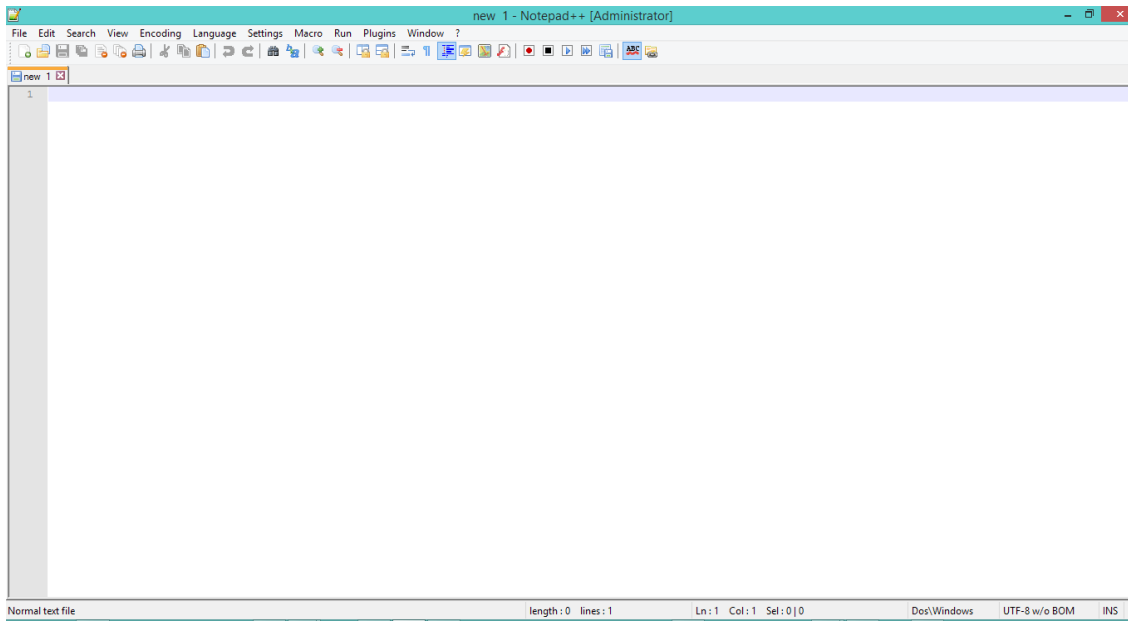 new 1 - Notepad++ [Administrator]
File Edit Search View Encoding Language Settings Macro Run Plugins Window ?
ABC
new 1
1
Normal text file length : 0 lines : 1 Ln : 1 Col : 1 Sel : 0 | 0 Dos\Windows UTF-8 w/o BOM INS